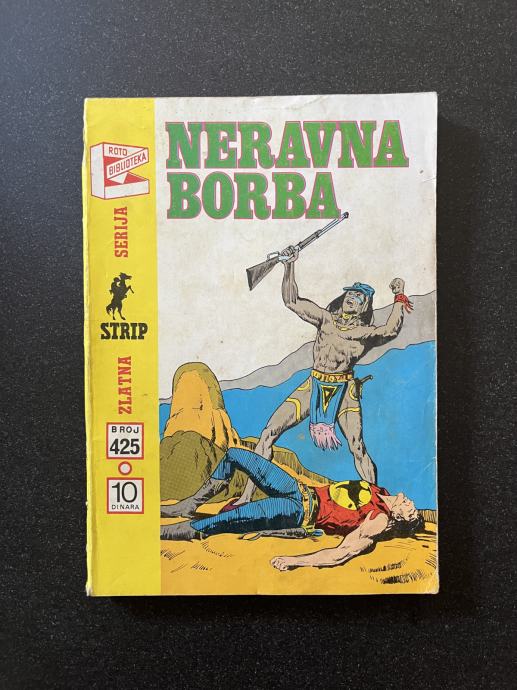 ROTO
BIBLIOTEKA
NERAVNA
BORBA
ZLATNA
STRIP
SERIJA
BROJ
425
10
DINARA